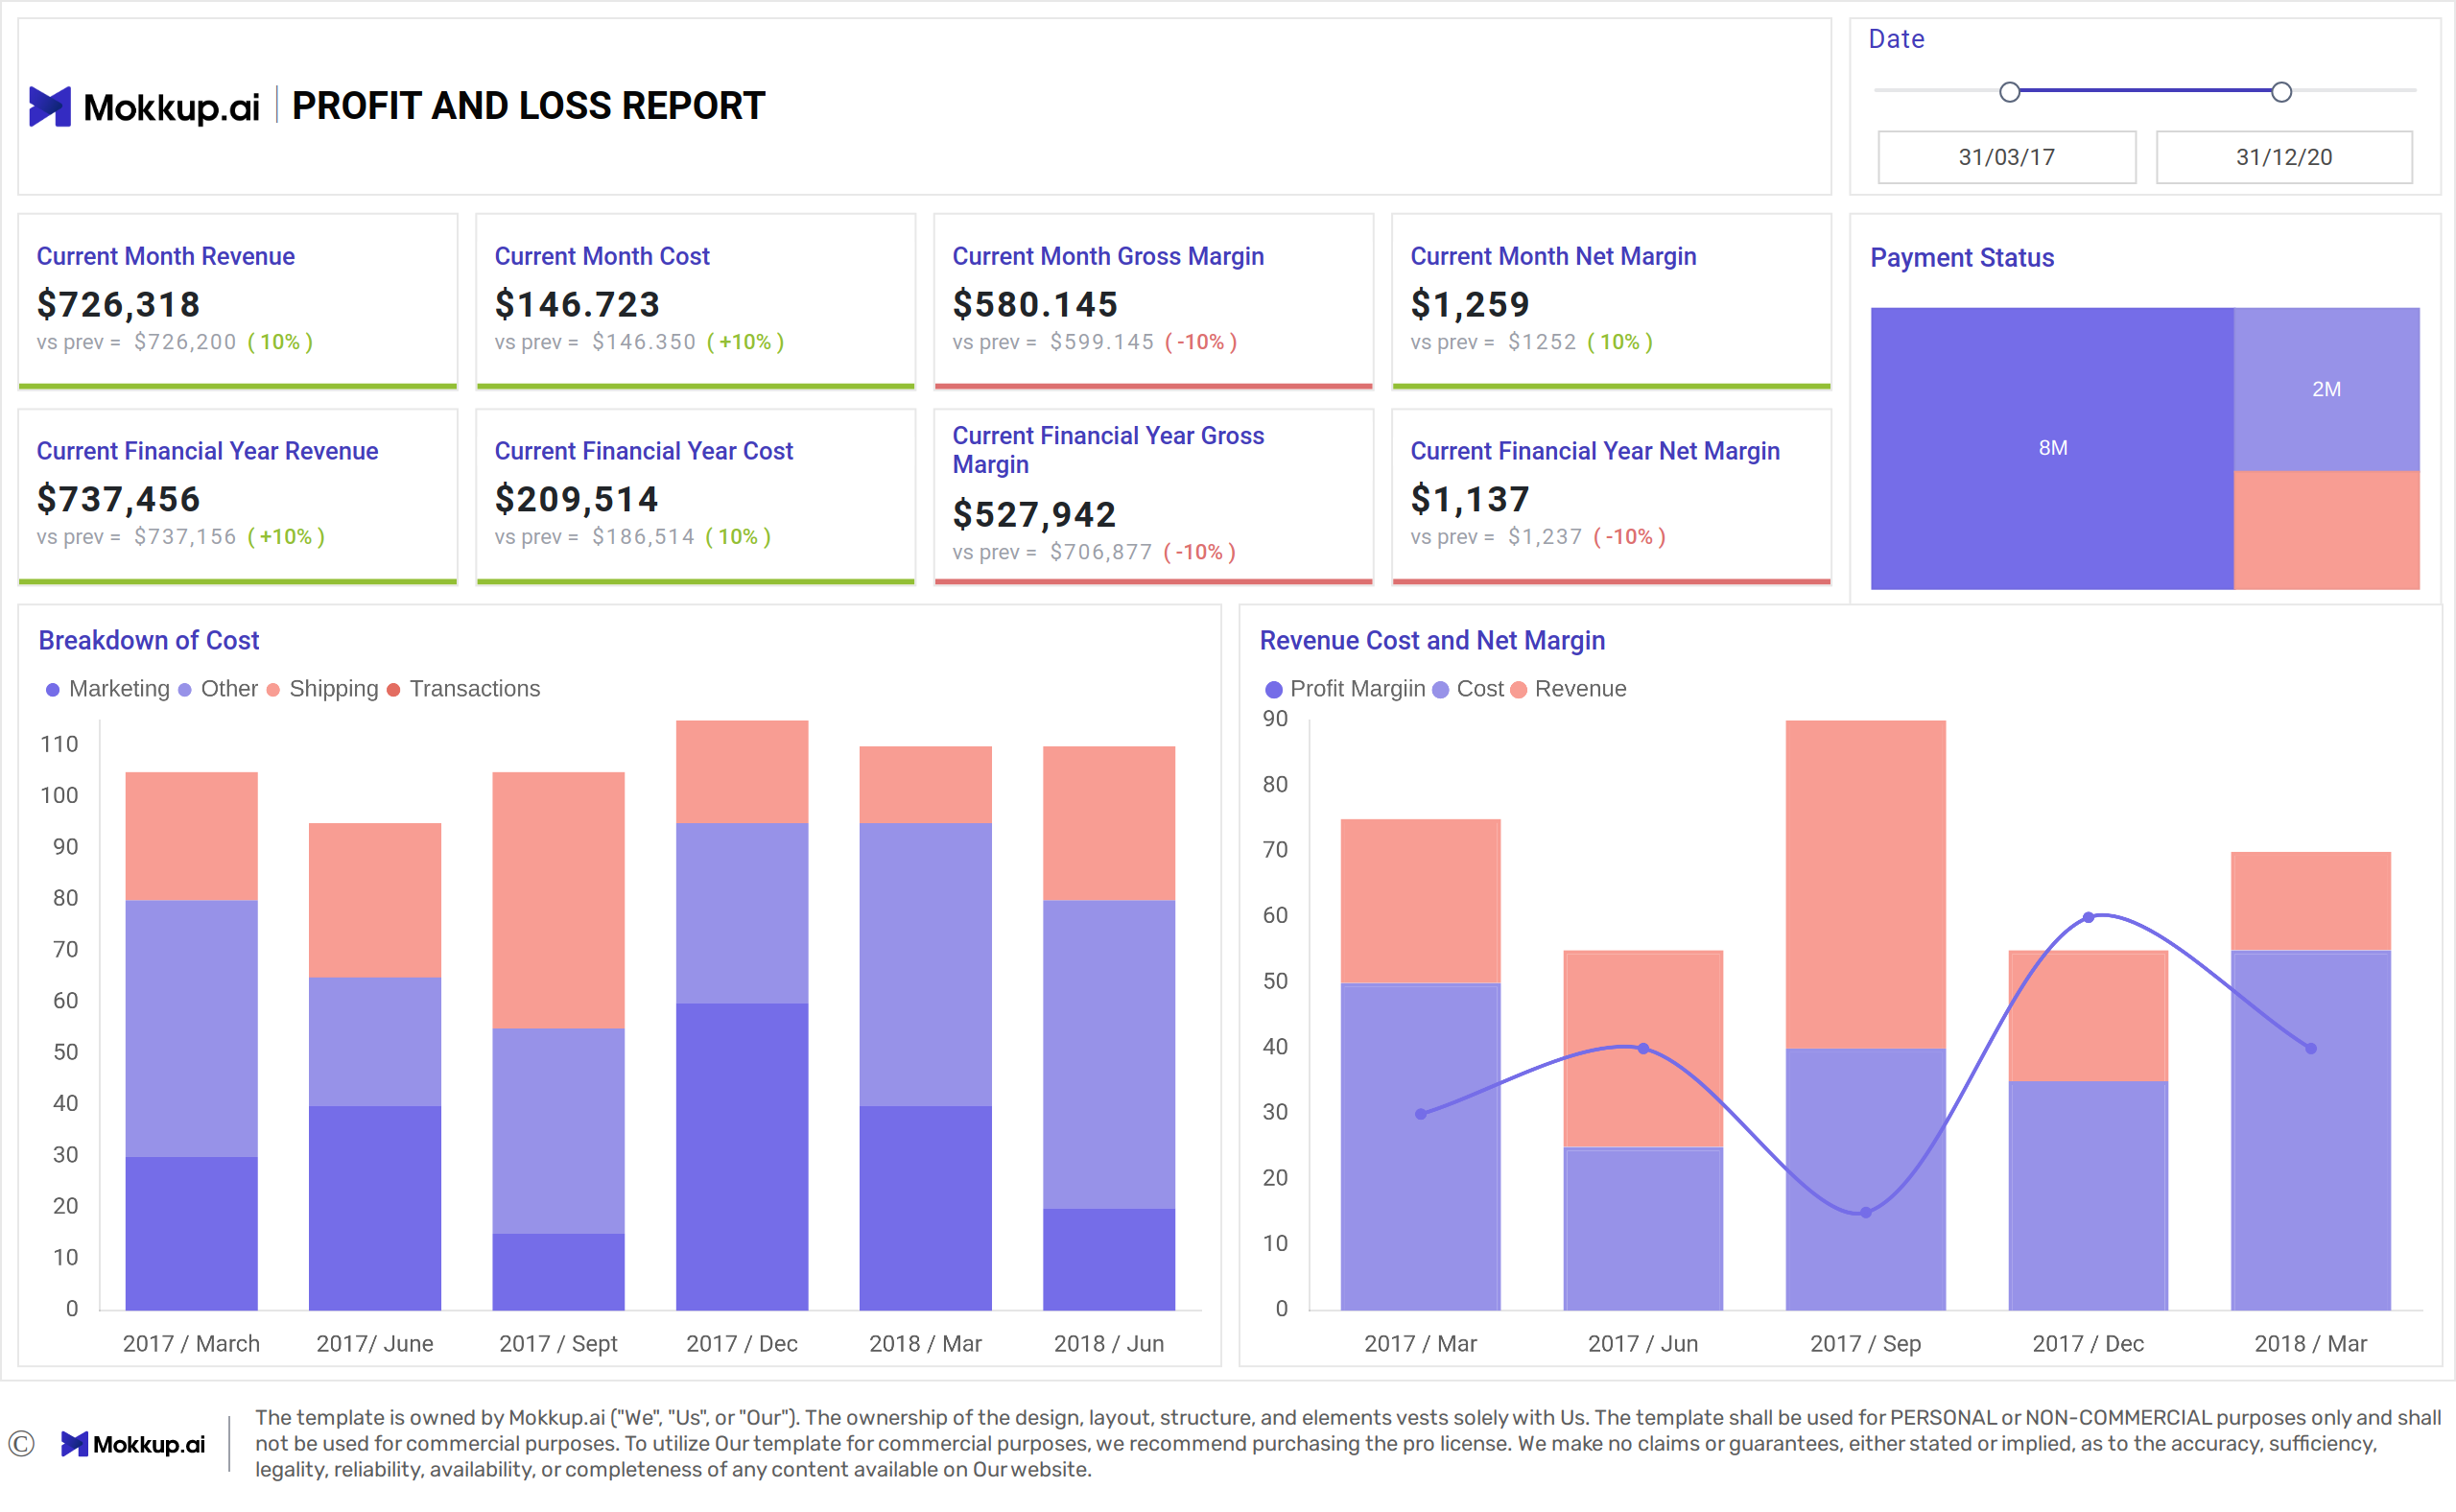 Mokkup.ai
PROFIT AND LOSS REPORT
Date
31/03/17
31/12/20
Current Month Revenue
$726,318
vs prev = $726,200 ( 10% )
Current Month Cost
$146.723
vs prev = $146.350 ( +10% )
Current Month Gross Margin
$580.145
vs prev = $599.145 ( -10% )
Current Month Net Margin
$1,259
vs prev = $1252 ( 10% )
Payment Status
8M
2M
Current Financial Year Revenue
$737,456
vs prev = $737,156 ( +10% )
Current Financial Year Cost
$209,514
vs prev = $186,514 ( 10% )
Current Financial Year Gross
Margin
$527,942
vs prev = $706,877 ( -10% )
Current Financial Year Net Margin
$1,137
vs prev = $1,237 ( -10% )
Breakdown of Cost
Marketing Other Shipping Transactions
110
100
90
80
70
60
50
40
30
20
10
0
2017 / March 2017/ June 2017 / Sept 2017 / Dec 2018 / Mar 2018 / Jun
Revenue Cost and Net Margin
Profit Margiin Cost Revenue
90
80
70
60
50
40
30
20
10
0
2017 / Mar 2017 / Jun 2017 / Sep 2017 / Dec 2018 / Mar
© Mokkup.ai
The template is owned by Mokkup.ai ("We", "Us", or "Our"). The ownership of the design, layout, structure, and elements vests solely with Us. The template shall be used for PERSONAL or NON-COMMERCIAL purposes only and shall
not be used for commercial purposes. To utilize Our template for commercial purposes, we recommend purchasing the pro license. We make no claims or guarantees, either stated or implied, as to the accuracy, sufficiency,
legality, reliability, availability, or completeness of any content available on Our website.